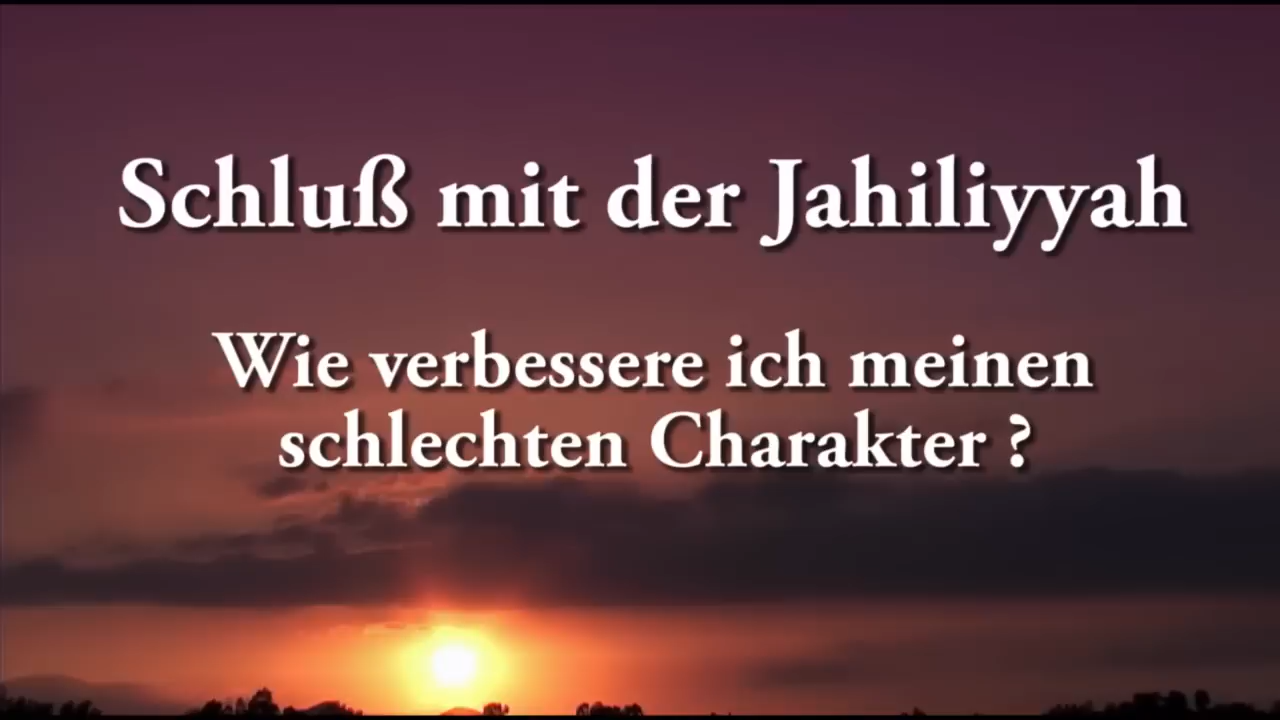 Schluß mit der Jahiliyyah
Wie verbessere ich meinen
schlechten Charakter ?